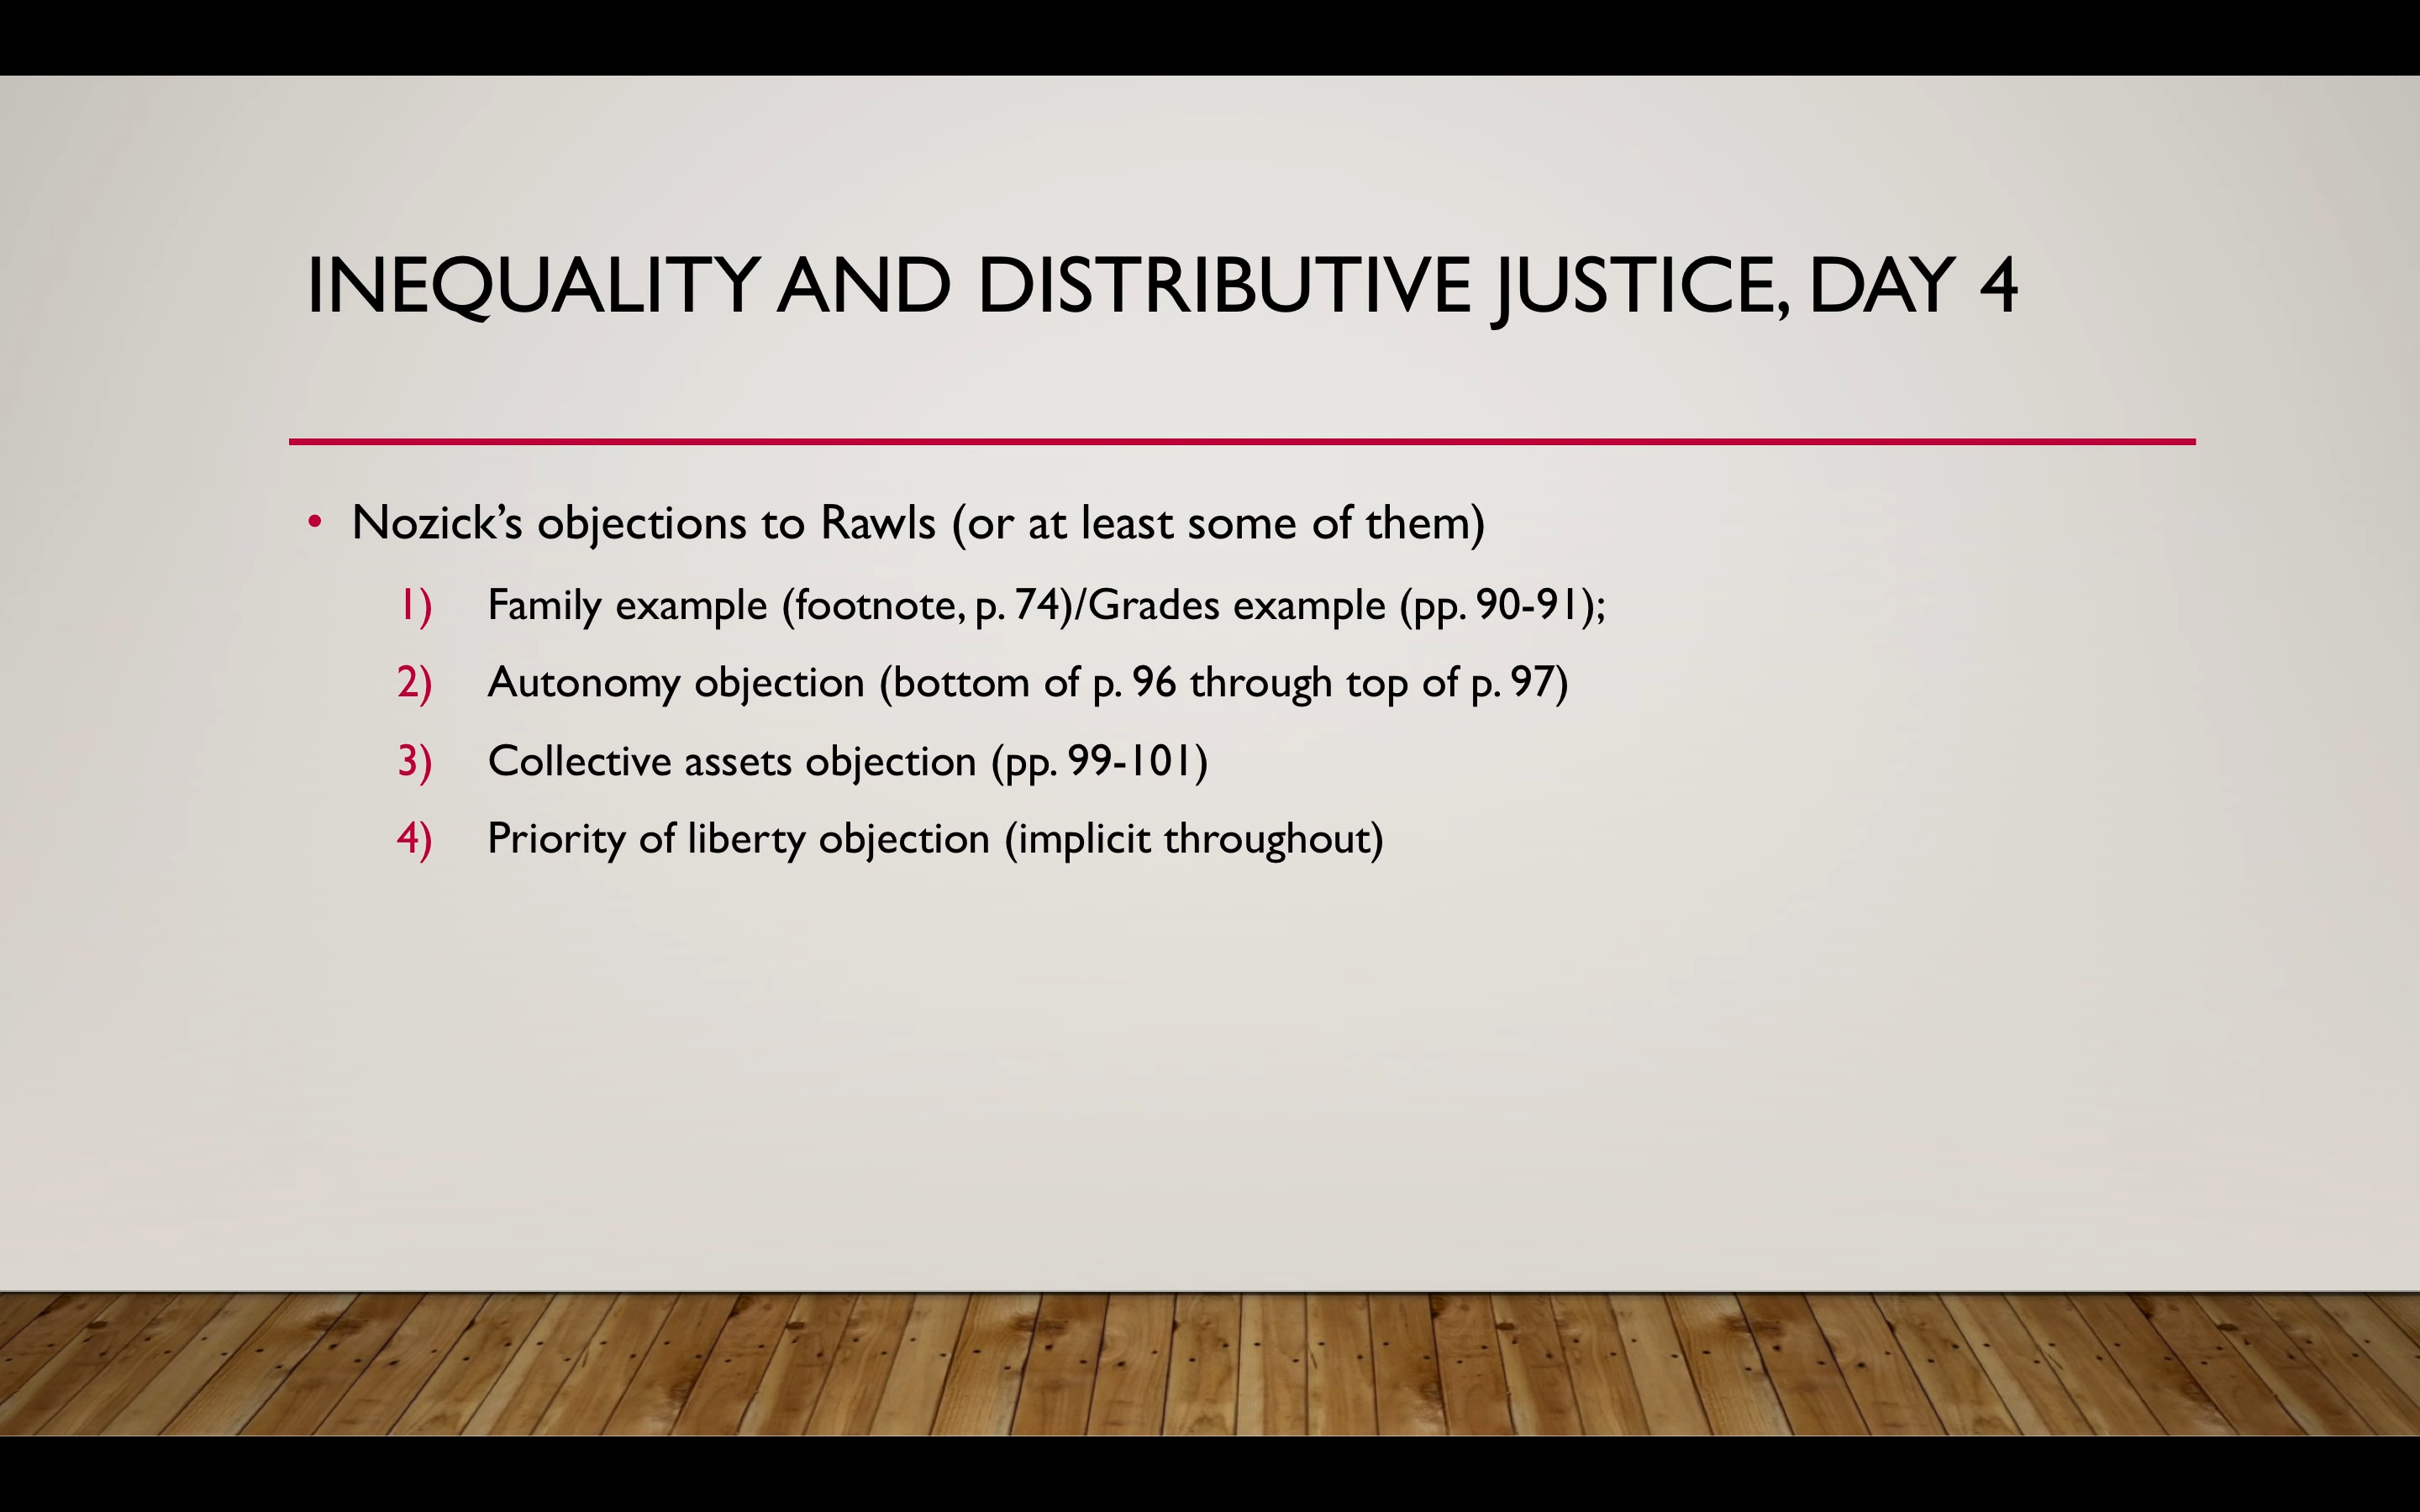 INEQUALITY AND DISTRIBUTIVE JUSTICE, DAY 4
• Nozick’s objections to Rawls (or at least some of them)
1) Family example (footnote, p. 74)/Grades example (pp. 90-91);
2) Autonomy objection (bottom of p. 96 through top of p. 97)
3) Collective assets objection (pp. 99-101)
4) Priority of liberty objection (implicit throughout)